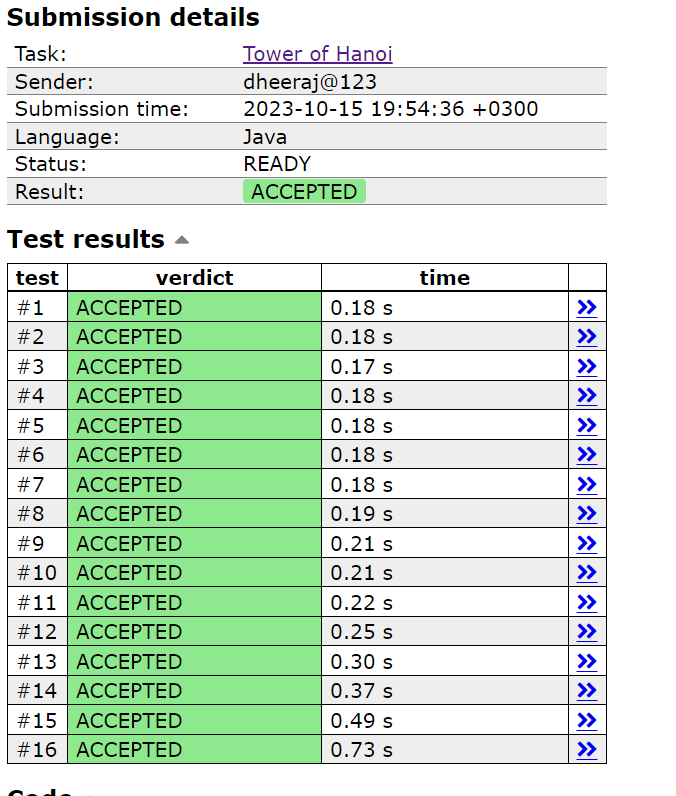 Submission details
Task: Tower of Hanoi
Sender: dheeraj@123
Submission time: 2023-10-15 19:54:36 +0300
Language: Java
Status: READY
Result: ACCEPTED
Test results
test verdict time
#1 ACCEPTED 0.18 s
#2 ACCEPTED 0.18 s
#3 ACCEPTED 0.17 s
#4 ACCEPTED 0.18 s
#5 ACCEPTED 0.18 s
#6 ACCEPTED 0.18 s
#7 ACCEPTED 0.18 s
#8 ACCEPTED 0.19 s
#9 ACCEPTED 0.21 s
#10 ACCEPTED 0.21 s
#11 ACCEPTED 0.22 s
#12 ACCEPTED 0.25 s
#13 ACCEPTED 0.30 s
#14 ACCEPTED 0.37 s
#15 ACCEPTED 0.49 s
#16 ACCEPTED 0.73 s
Code